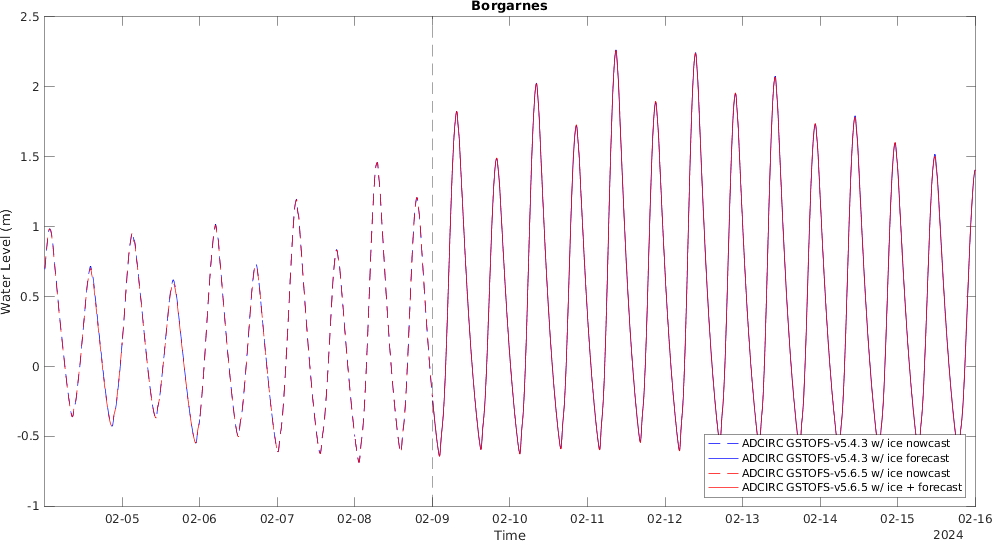 Borgarnes
2.5
2
1.5
1
0.5
0
-0.5
-1
Water Level (m)
ADCIRC GSTOFS-v5.4.3 w/ ice nowcast
ADCIRC GSTOFS-v5.4.3 w/ ice forecast
ADCIRC GSTOFS-v5.6.5 w/ ice nowcast
ADCIRC GSTOFS-v5.6.5 w/ ice + forecast
02-05 02-06 02-07 02-08 02-09 02-10 02-11 02-12 02-13 02-14 02-15 02-16
Time
2024